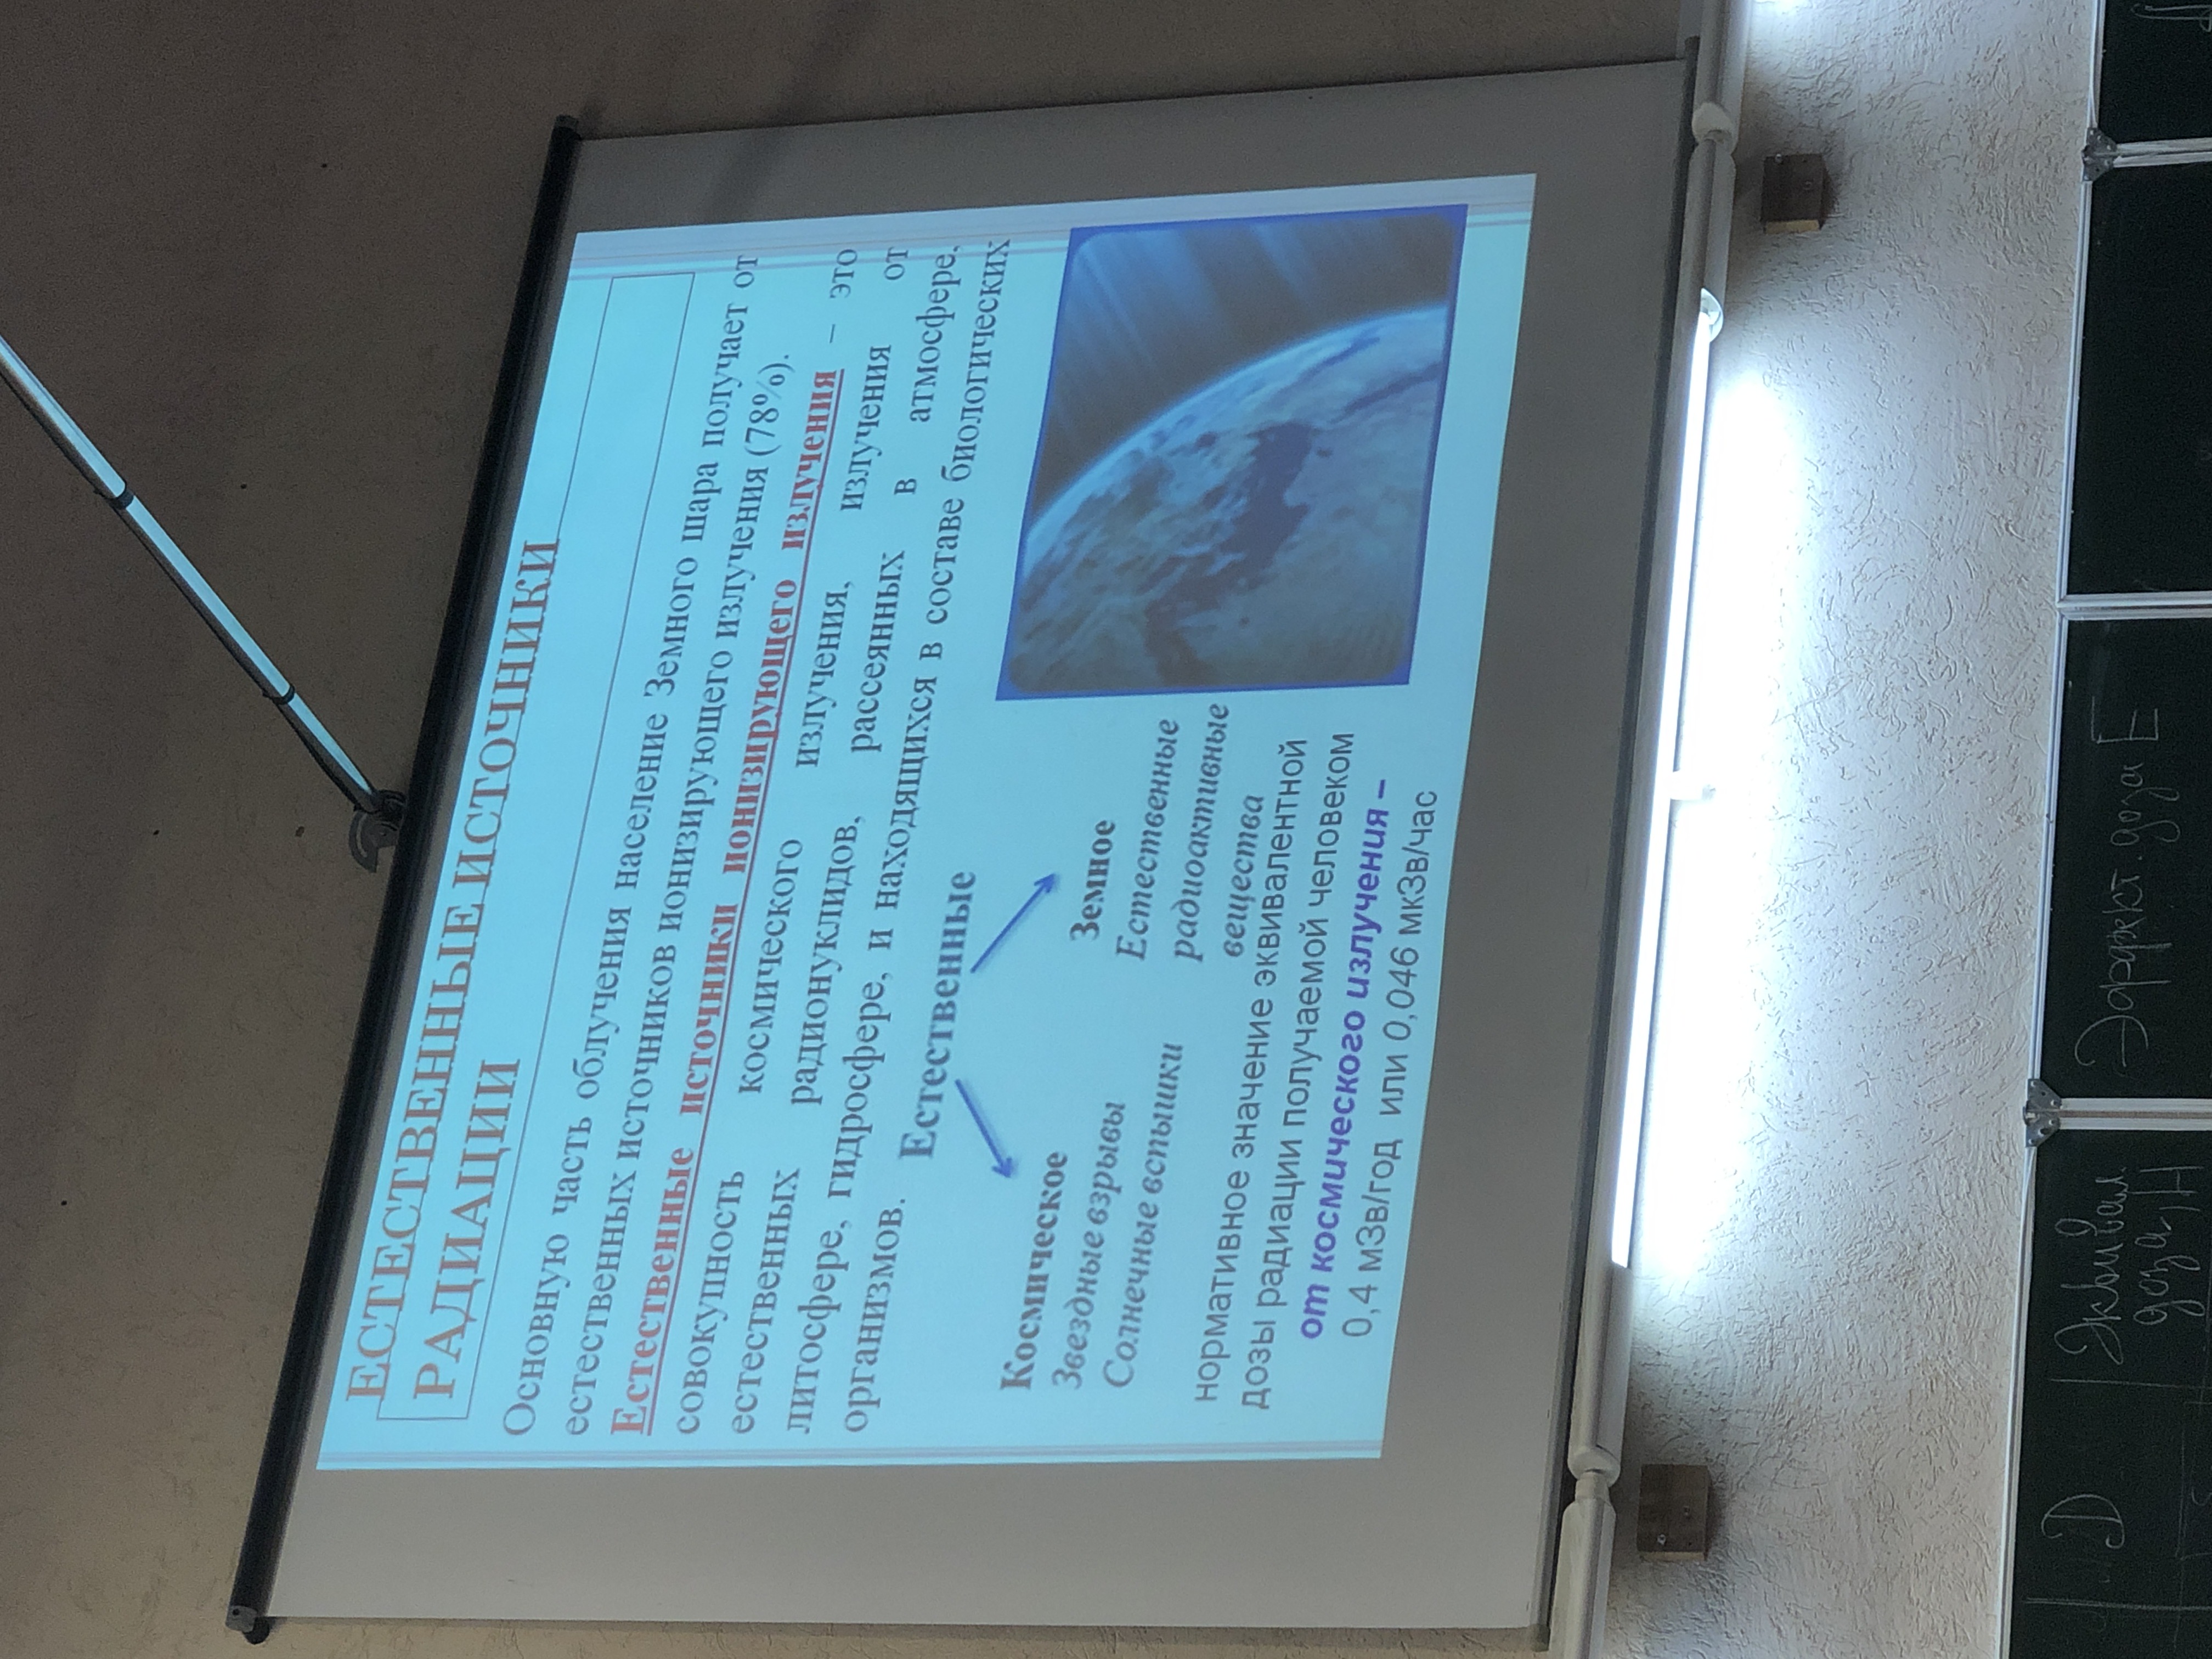 ЕСТЕСТВЕННЫЕ ИСТОЧНИКИ
РАДИАЦИИ
Основную часть облучения население Земного шара получает от
естественных источников ионизирующего излучения (78%).
Естественные источники ионизирующего излучения – это
совокупность космического излучения, излучения от
естественных радионуклидов, рассеянных в атмосфере,
литосфере, гидросфере, и находящихся в составе биологических
организмов.
Естественные
Космическое
Звездные взрывы
Солнечные вспышки
Земное
Естественные
радиоактивные
вещества
нормативное значение эквивалентной
дозы радиации получаемой человеком
от космического излучения –
0,4 мЗв/год или 0,046 мкЗв/час
D
Эквивал.
доза, H
Эффект. доза E